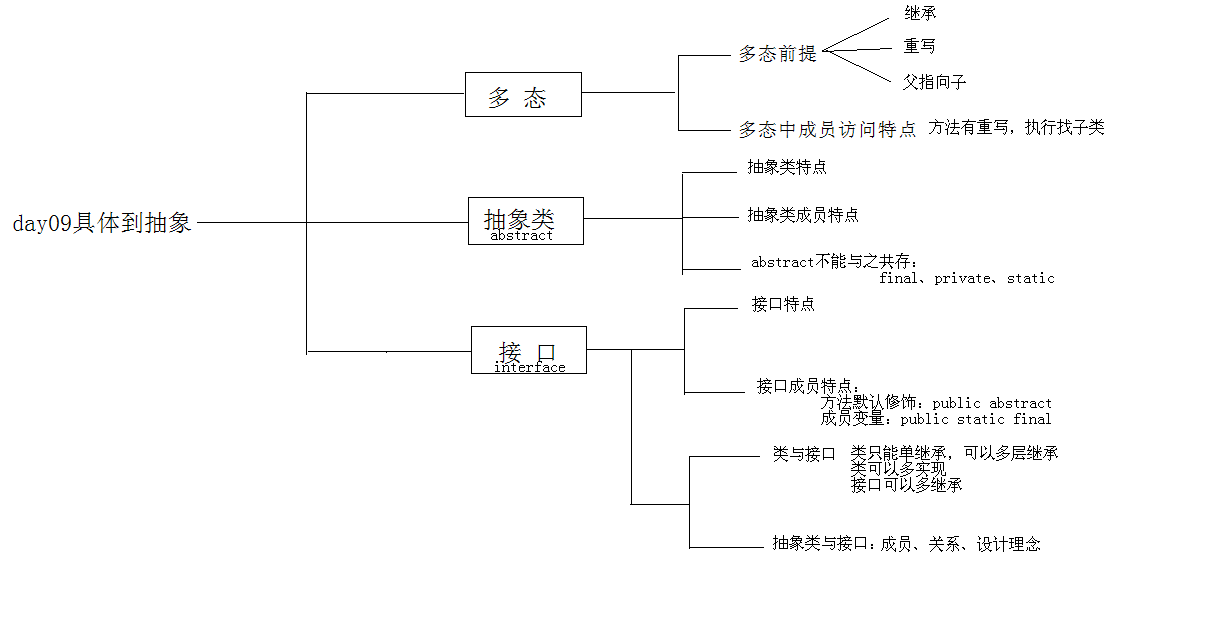 day09具体到抽象
多 态
多态前提
继承
重写
父指向子
多态中成员访问特点 方法有重写，执行找子类
抽象类
abstract
抽象类特点
抽象类成员特点
abstract不能与之共存：
final、private、static
接 口
interface
接口特点
接口成员特点：
方法默认修饰：public abstract
成员变量：public static final
类与接口 类只能单继承，可以多层继承
类可以多实现
接口可以多继承
抽象类与接口：成员、关系、设计理念